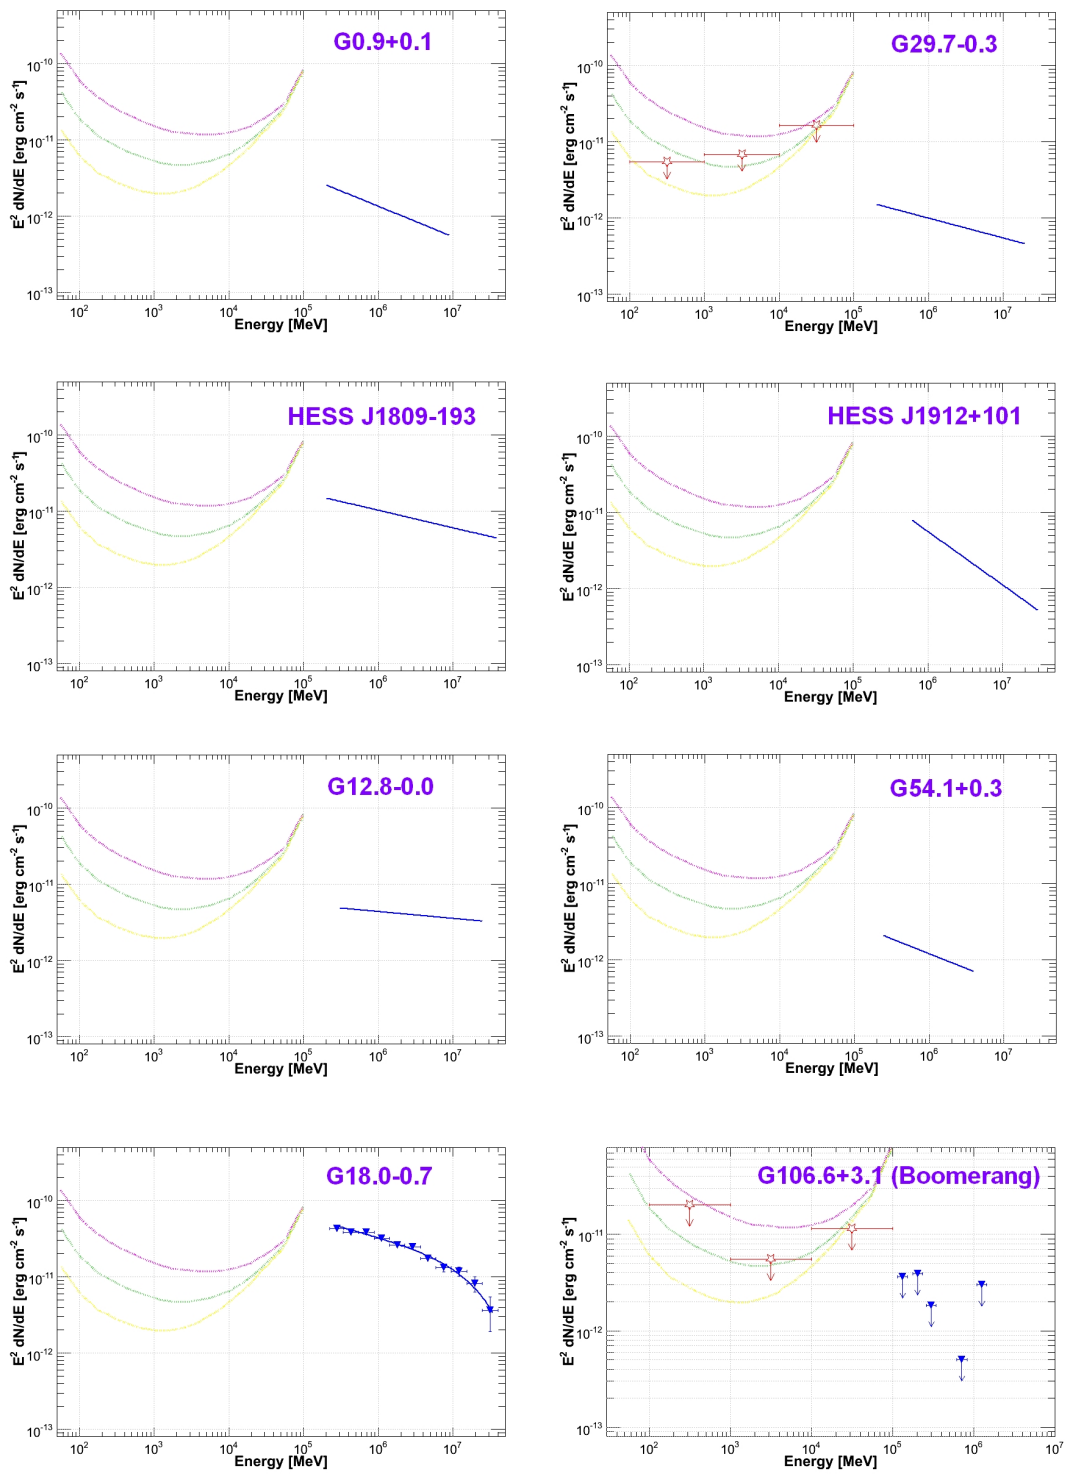 G0.9+0.1
E² dN/dE [erg cm⁻² s⁻¹]
10⁻¹⁰
10⁻¹¹
10⁻¹²
10⁻¹³
10² 10³ 10⁴ 10⁵ 10⁶ 10⁷
Energy [MeV]
G29.7-0.3
E² dN/dE [erg cm⁻² s⁻¹]
10⁻¹⁰
10⁻¹¹
10⁻¹²
10⁻¹³
10² 10³ 10⁴ 10⁵ 10⁶ 10⁷
Energy [MeV]
HESS J1809-193
E² dN/dE [erg cm⁻² s⁻¹]
10⁻¹⁰
10⁻¹¹
10⁻¹²
10⁻¹³
10² 10³ 10⁴ 10⁵ 10⁶ 10⁷
Energy [MeV]
HESS J1912+101
E² dN/dE [erg cm⁻² s⁻¹]
10⁻¹⁰
10⁻¹¹
10⁻¹²
10⁻¹³
10² 10³ 10⁴ 10⁵ 10⁶ 10⁷
Energy [MeV]
G12.8-0.0
E² dN/dE [erg cm⁻² s⁻¹]
10⁻¹⁰
10⁻¹¹
10⁻¹²
10⁻¹³
10² 10³ 10⁴ 10⁵ 10⁶ 10⁷
Energy [MeV]
G54.1+0.3
E² dN/dE [erg cm⁻² s⁻¹]
10⁻¹⁰
10⁻¹¹
10⁻¹²
10⁻¹³
10² 10³ 10⁴ 10⁵ 10⁶ 10⁷
Energy [MeV]
G18.0-0.7
E² dN/dE [erg cm⁻² s⁻¹]
10⁻¹⁰
10⁻¹¹
10⁻¹²
10⁻¹³
10² 10³ 10⁴ 10⁵ 10⁶ 10⁷
Energy [MeV]
G106.6+3.1 (Boomerang)
E² dN/dE [erg cm⁻² s⁻¹]
10⁻¹¹
10⁻¹²
10⁻¹³
10² 10³ 10⁴ 10⁵ 10⁶ 10⁷
Energy [MeV]